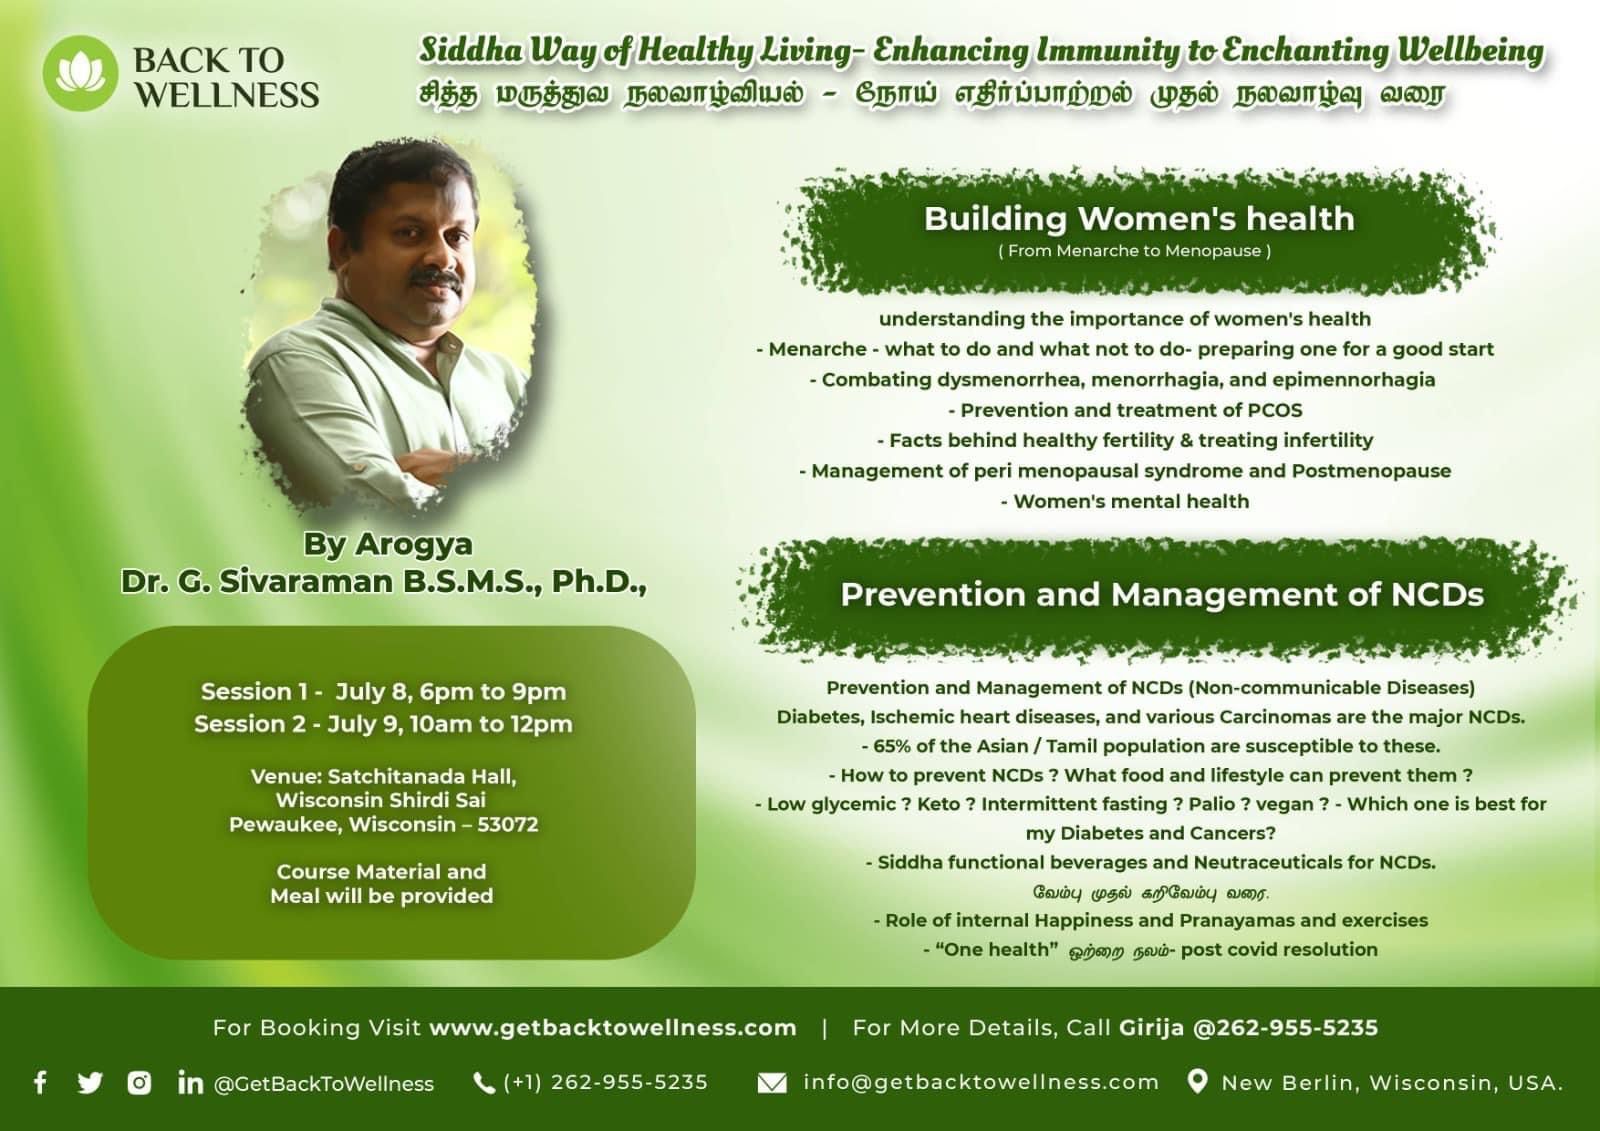 BACK TO
WELLNESS
Siddha Way of Healthy Living- Enhancing Immunity to Enchanting Wellbeing
சித்த மருத்துவ நலவாழ்வியல் - நோய் எதிர்ப்பாற்றல் முதல் நலவாழ்வு வரை
By Arogya
Dr. G. Sivaraman B.S.M.S., Ph.D.,
Session 1 - July 8, 6pm to 9pm
Session 2 - July 9, 10am to 12pm
Venue: Satchitanada Hall,
Wisconsin Shirdi Sai
Pewaukee, Wisconsin – 53072
Course Material and
Meal will be provided
Building Women's health
( From Menarche to Menopause )
understanding the importance of women's health
- Menarche - what to do and what not to do- preparing one for a good start
- Combating dysmenorrhea, menorrhagia, and epimennorhagia
- Prevention and treatment of PCOS
- Facts behind healthy fertility & treating infertility
- Management of peri menopausal syndrome and Postmenopause
- Women's mental health
Prevention and Management of NCDs
Prevention and Management of NCDs (Non-communicable Diseases)
Diabetes, Ischemic heart diseases, and various Carcinomas are the major NCDs.
- 65% of the Asian / Tamil population are susceptible to these.
- How to prevent NCDs ? What food and lifestyle can prevent them ?
- Low glycemic ? Keto ? Intermittent fasting ? Palio ? vegan ? - Which one is best for
my Diabetes and Cancers?
- Siddha functional beverages and Neutraceuticals for NCDs.
வேம்பு முதல் கறிவேம்பு வரை.
- Role of internal Happiness and Pranayamas and exercises
- “One health” ஒற்றை நலம்- post covid resolution
For Booking Visit www.getbacktowellness.com | For More Details, Call Girija @262-955-5235
@GetBackToWellness (+1) 262-955-5235 info@getbacktowellness.com New Berlin, Wisconsin, USA.